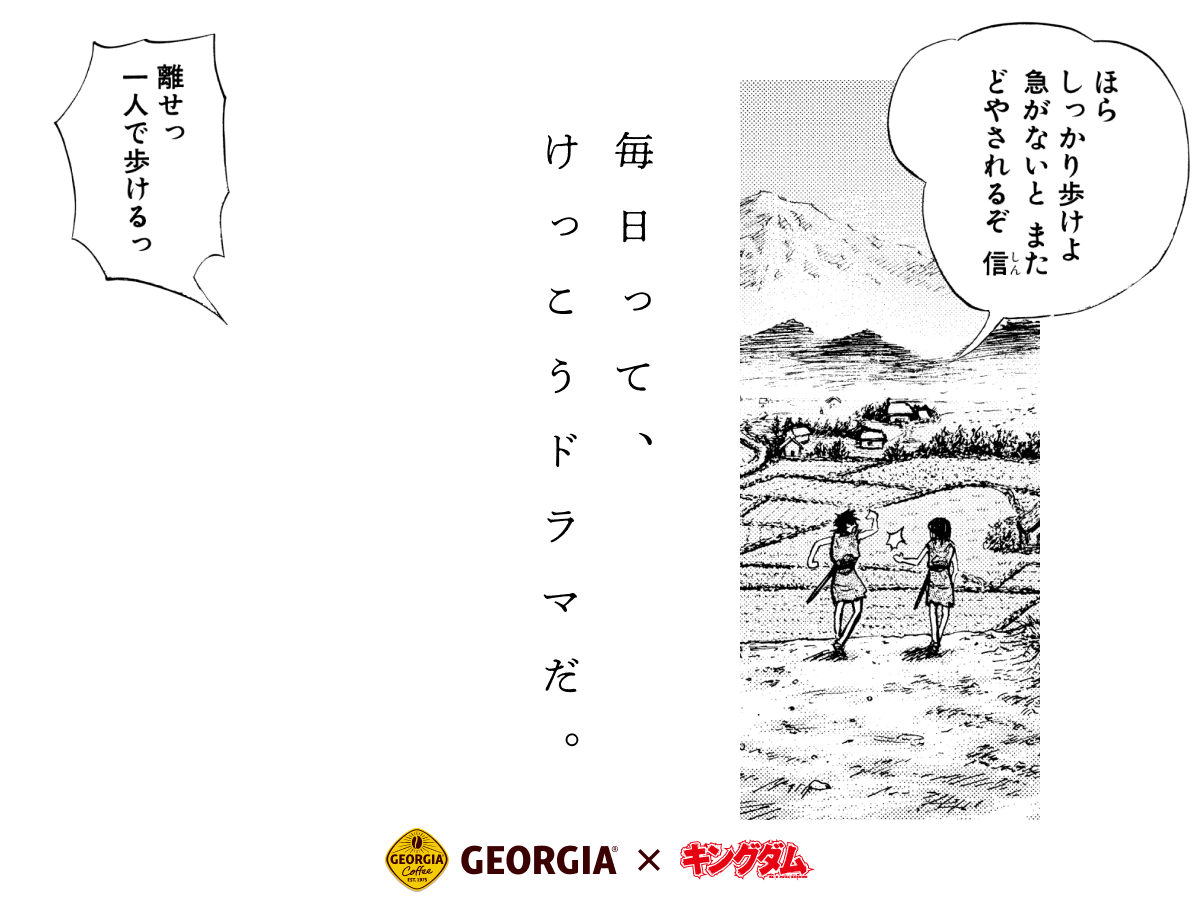 ほら
しっかり歩けよ
急がないと また
どやされるぞ 信
しん
毎日って、
けっこうドラマだ。
離せっ
一人で歩けるっ
GEORGIA
Coffee
EST. 1975
GEORGIA®
×
キングダム